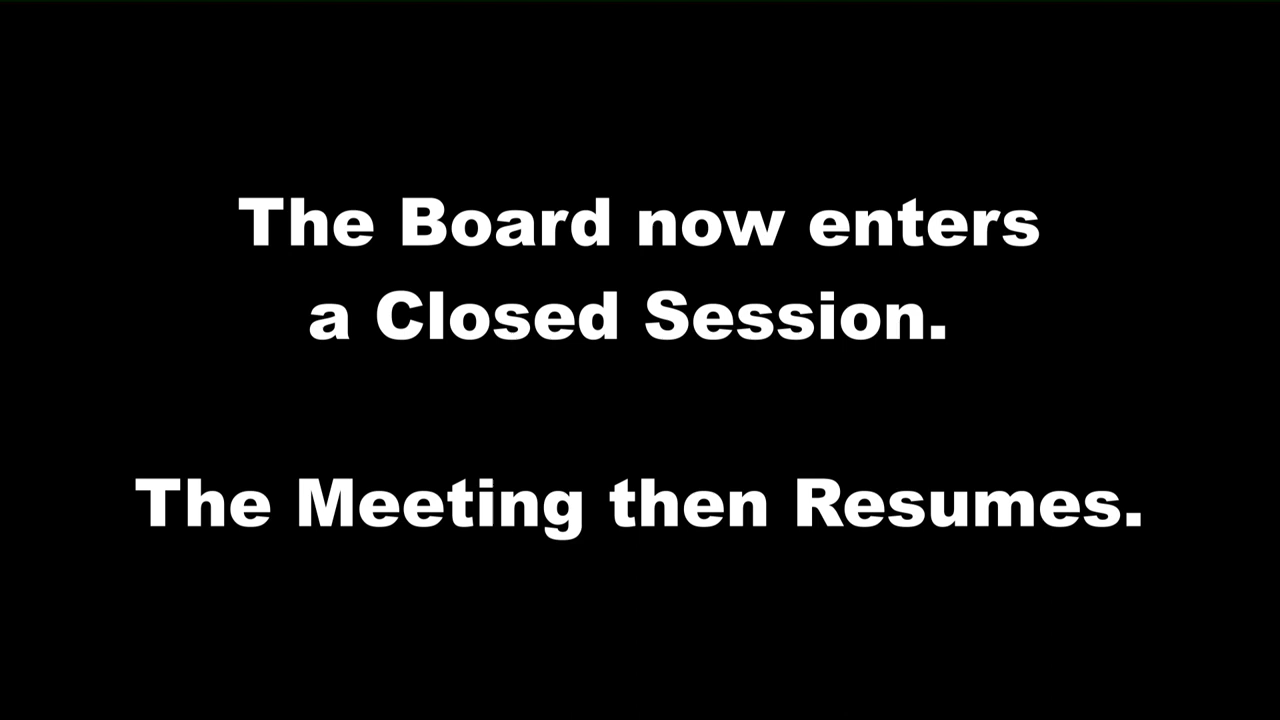 The Board now enters
a Closed Session.
The Meeting then Resumes.